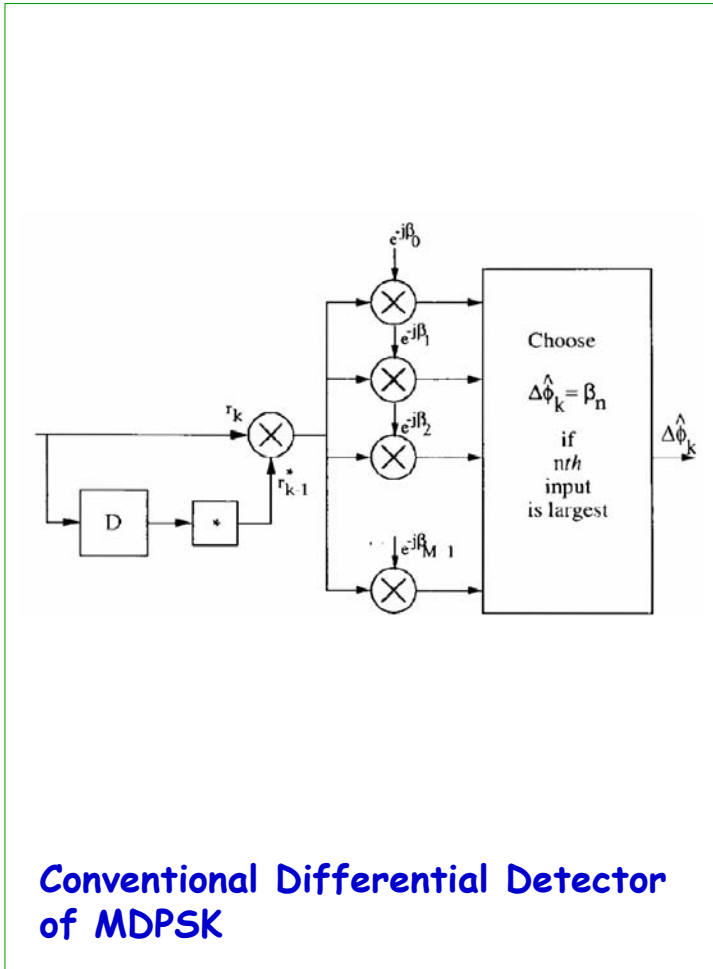 e^{-jβ_0}
e^{-jβ_1}
Choose
Δφ̂_k = β_n
e^{-jβ_2}
r_k
if
Δφ̂_k
nth
r*_{k-1}
input
D
*
is largest
e^{-jβ_{M-1}}
Conventional Differential Detector
of MDPSK